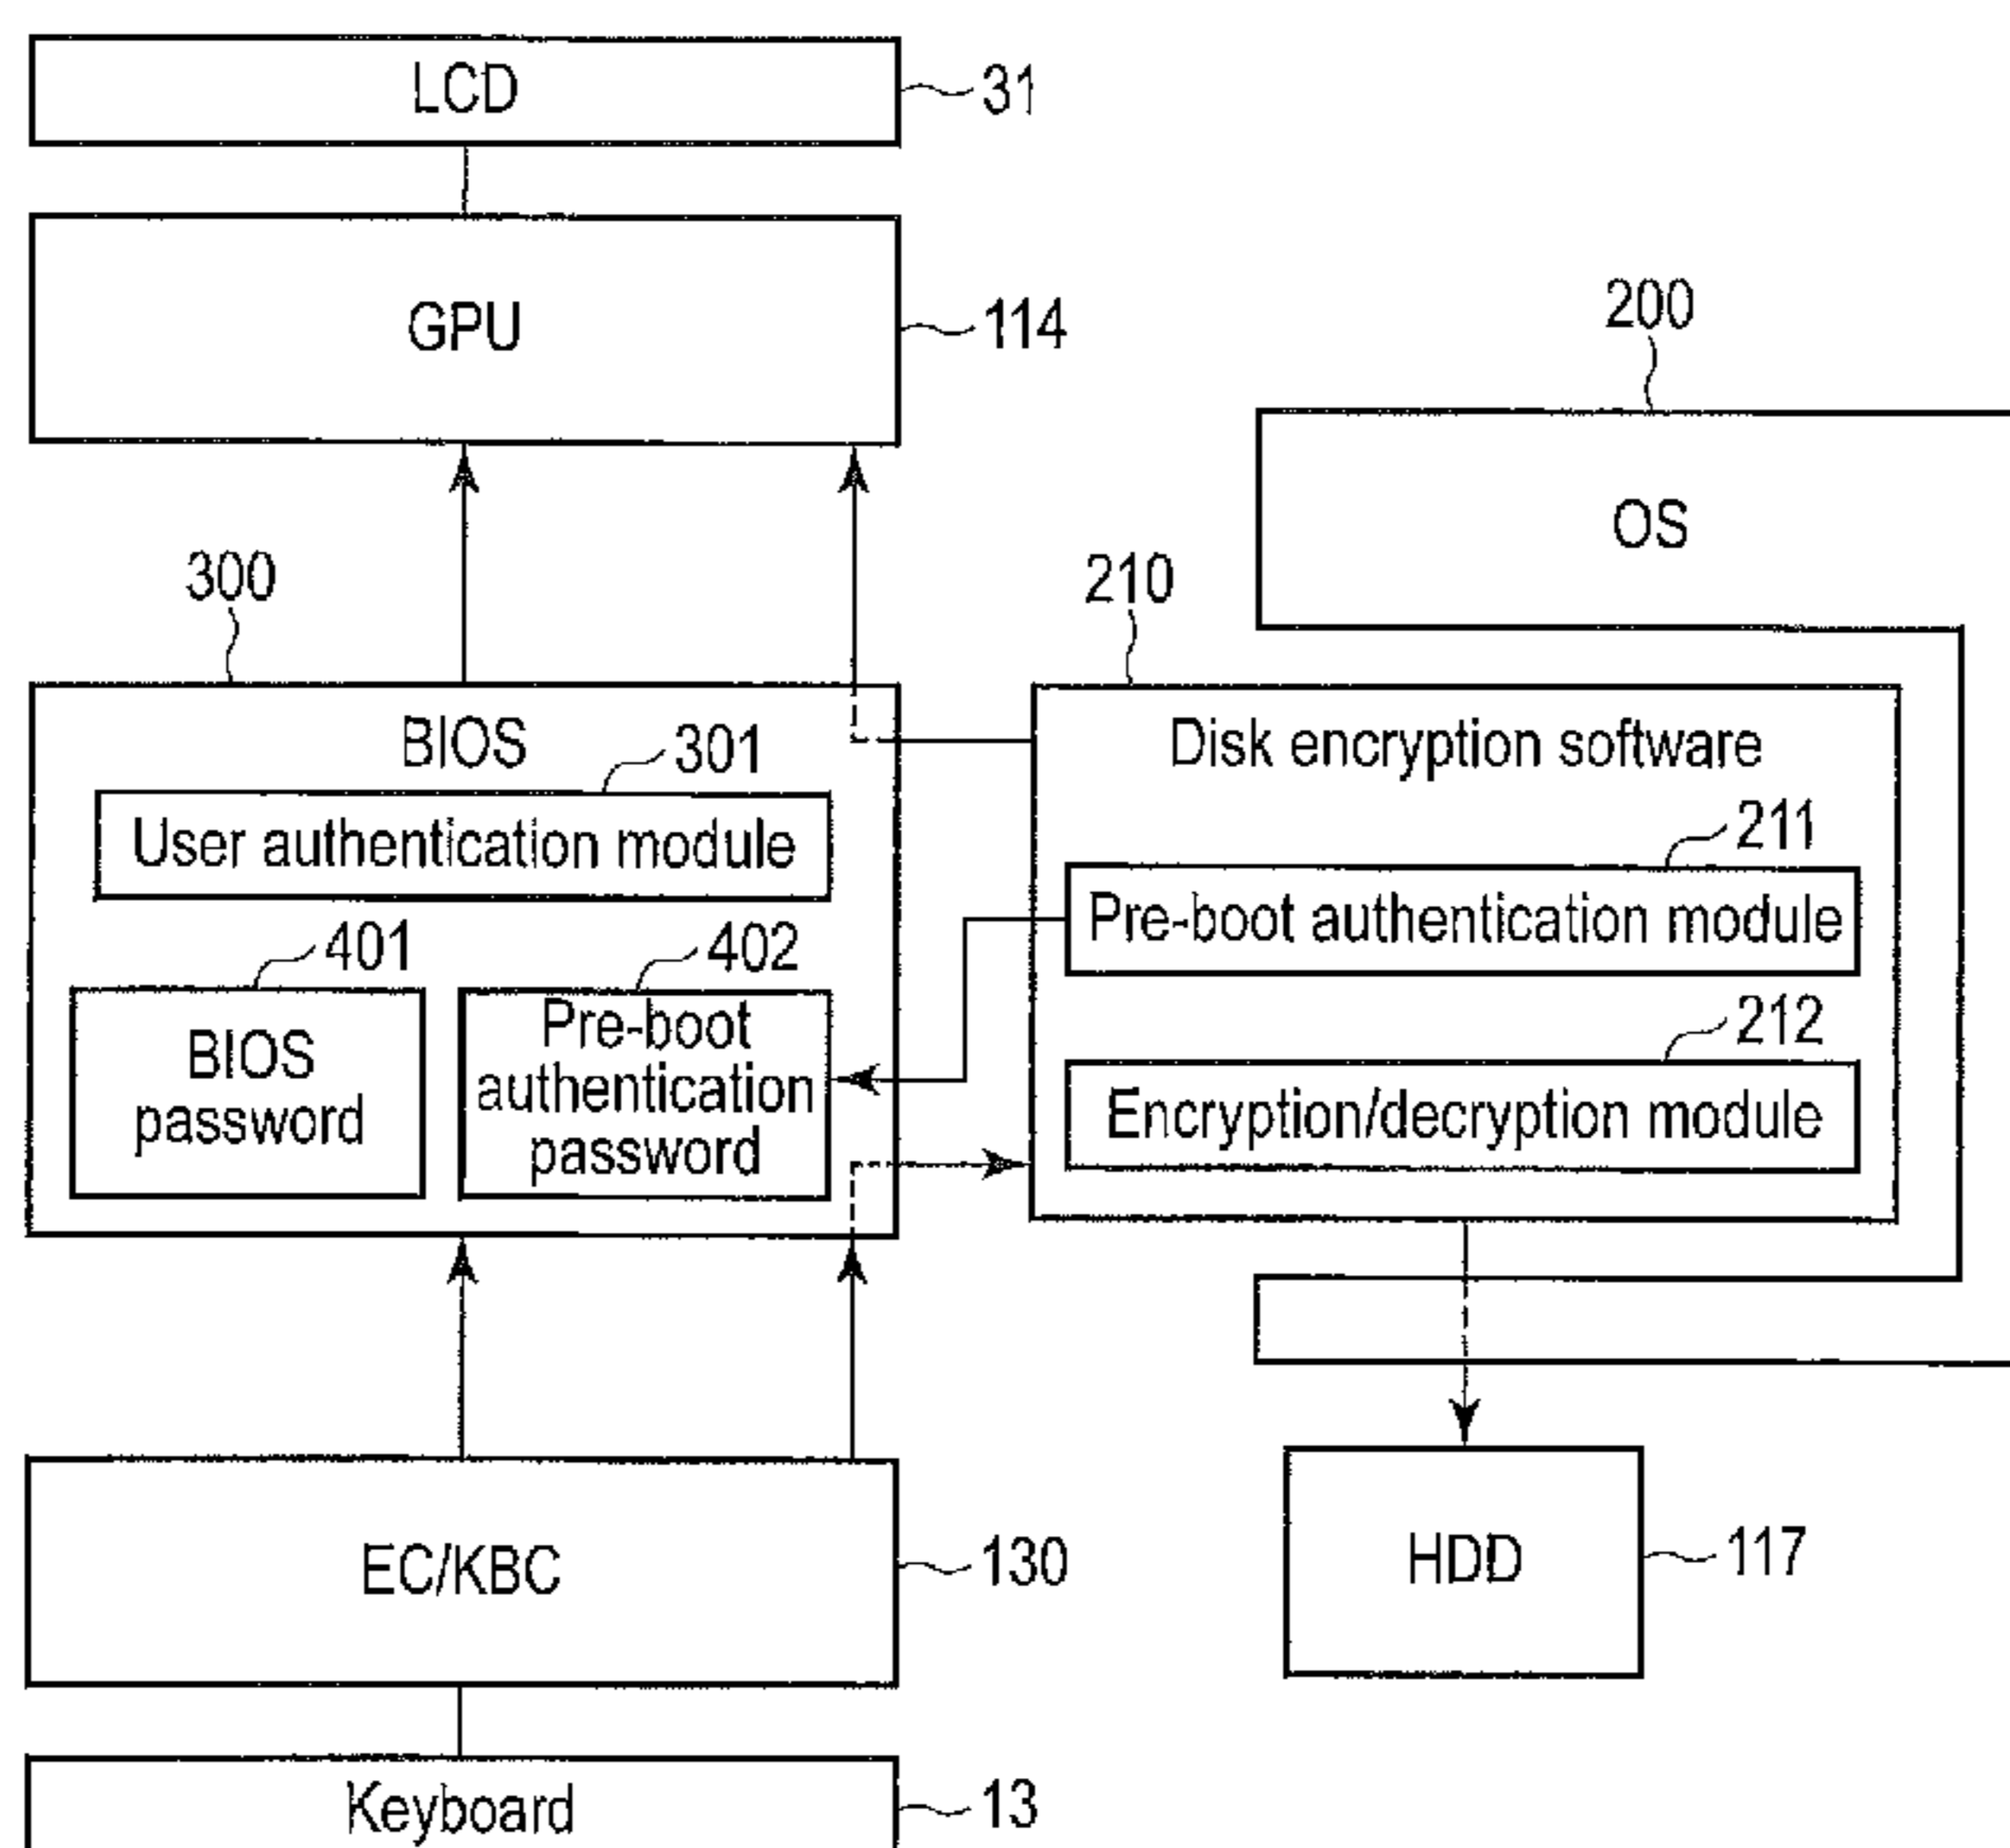 LCD
31
GPU
114
200
OS
300
210
BIOS
301
User authentication module
401
402
BIOS
password
Pre-boot
authentication
password
Disk encryption software
211
Pre-boot authentication module
212
Encryption/decryption module
EC/KBC
130
HDD
117
Keyboard
13